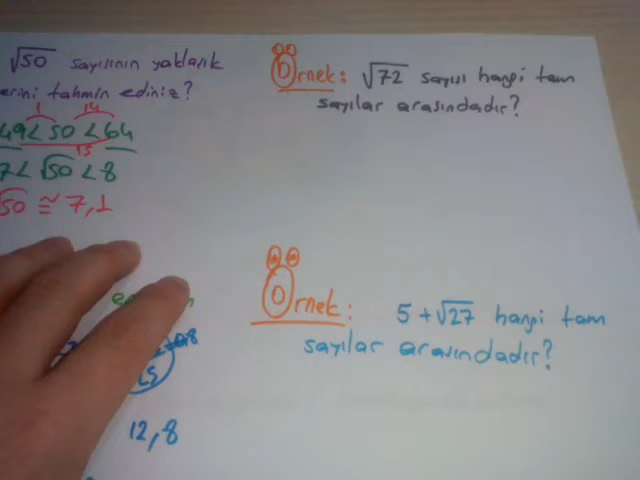 √50 sayısının yaklaşık
erini tahmin ediniz?
1 14
49 < 50 < 64
15
7 < √50 < 8
√50 ≅ 7,1
12,8
Örnek: √72 sayısı hangi tam
sayılar arasındadır?
Örnek: 5+√27 hangi tam
sayılar arasındadır?